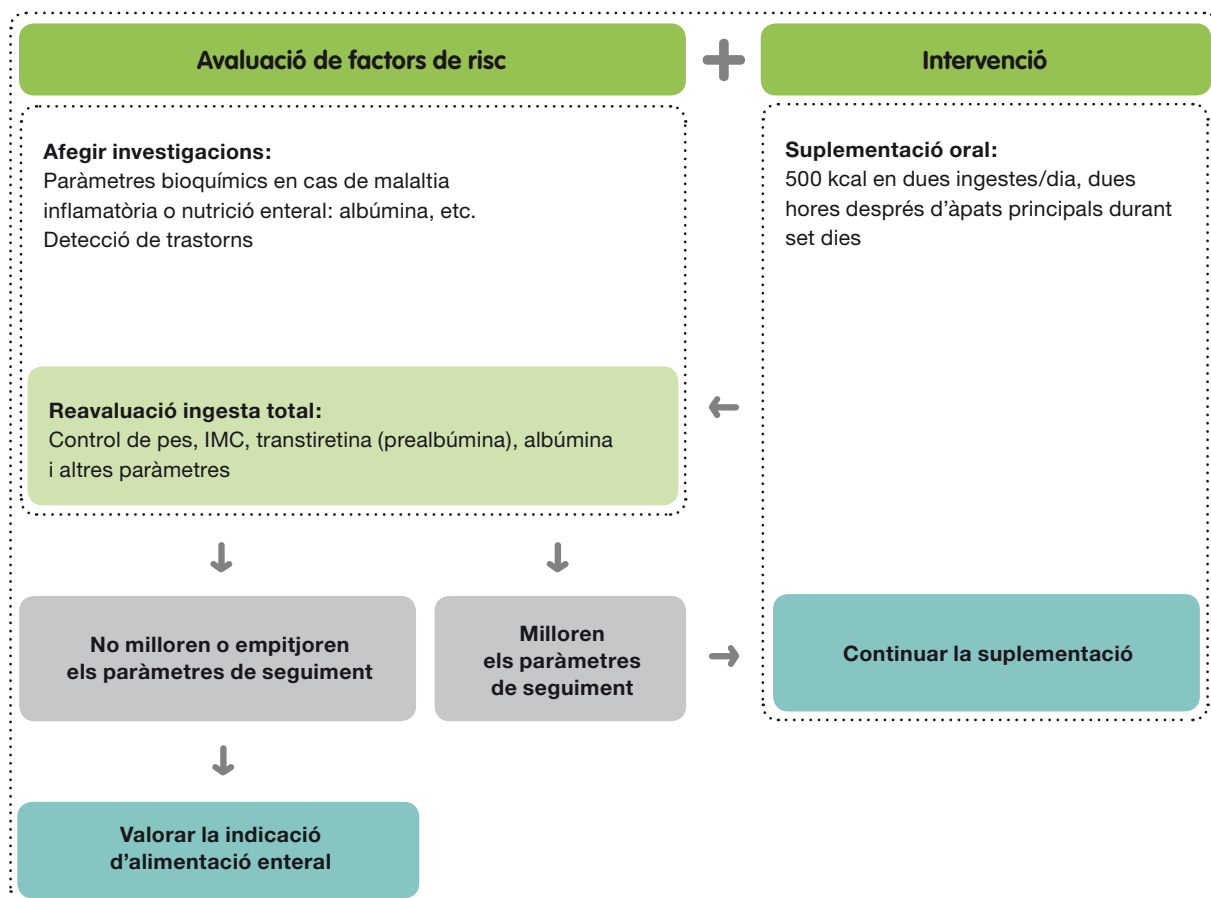 Avaluació de factors de risc
+
Intervenció
Afegir investigacions:
Paràmetres bioquímics en cas de malaltia
inflamatòria o nutrició enteral: albúmina, etc.
Detecció de trastorns
Suplementació oral:
500 kcal en dues ingestes/dia, dues
hores després d’àpats principals durant
set dies
Reavaluació ingesta total:
Control de pes, IMC, transtiretina (prealbúmina), albúmina
i altres paràmetres
No milloren o empitjoren
els paràmetres de seguiment
Milloren
els paràmetres
de seguiment
Continuar la suplementació
Valorar la indicació
d’alimentació enteral